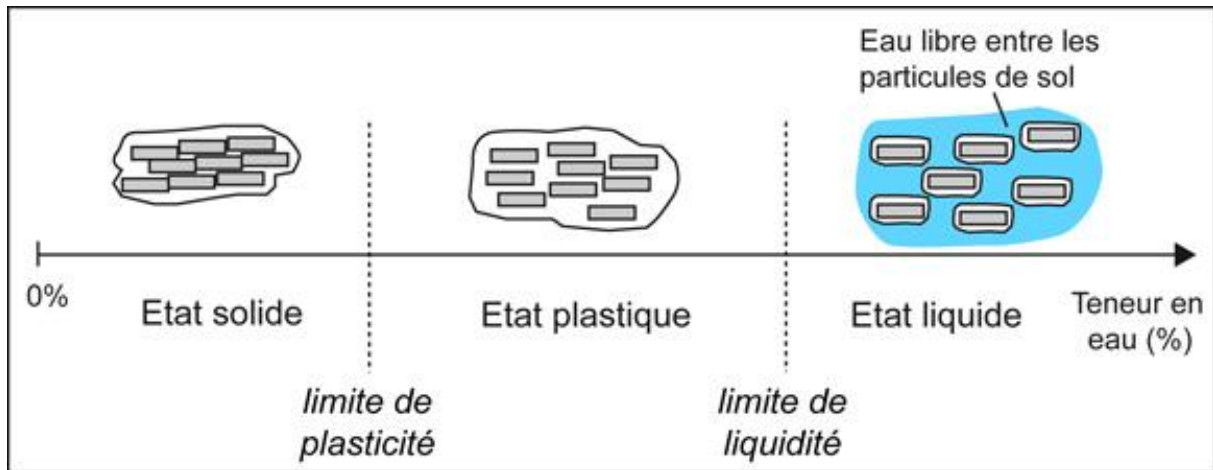 Eau libre entre les
particules de sol
0%
Etat solide
Etat plastique
Etat liquide
Teneur en
eau (%)
limite de
plasticité
limite de
liquidité